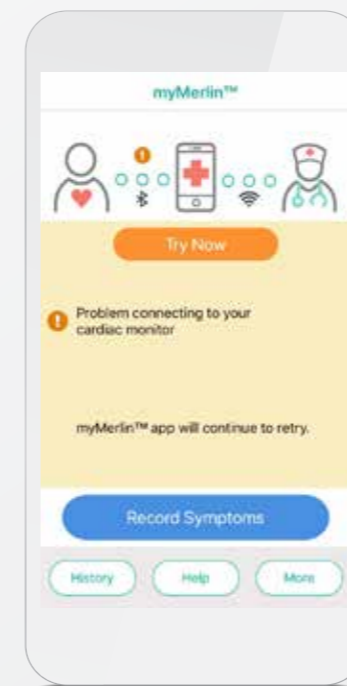 myMerlin™
Try Now
Problem connecting to your
cardiac monitor
myMerlin™ app will continue to retry.
Record Symptoms
History
Help
More